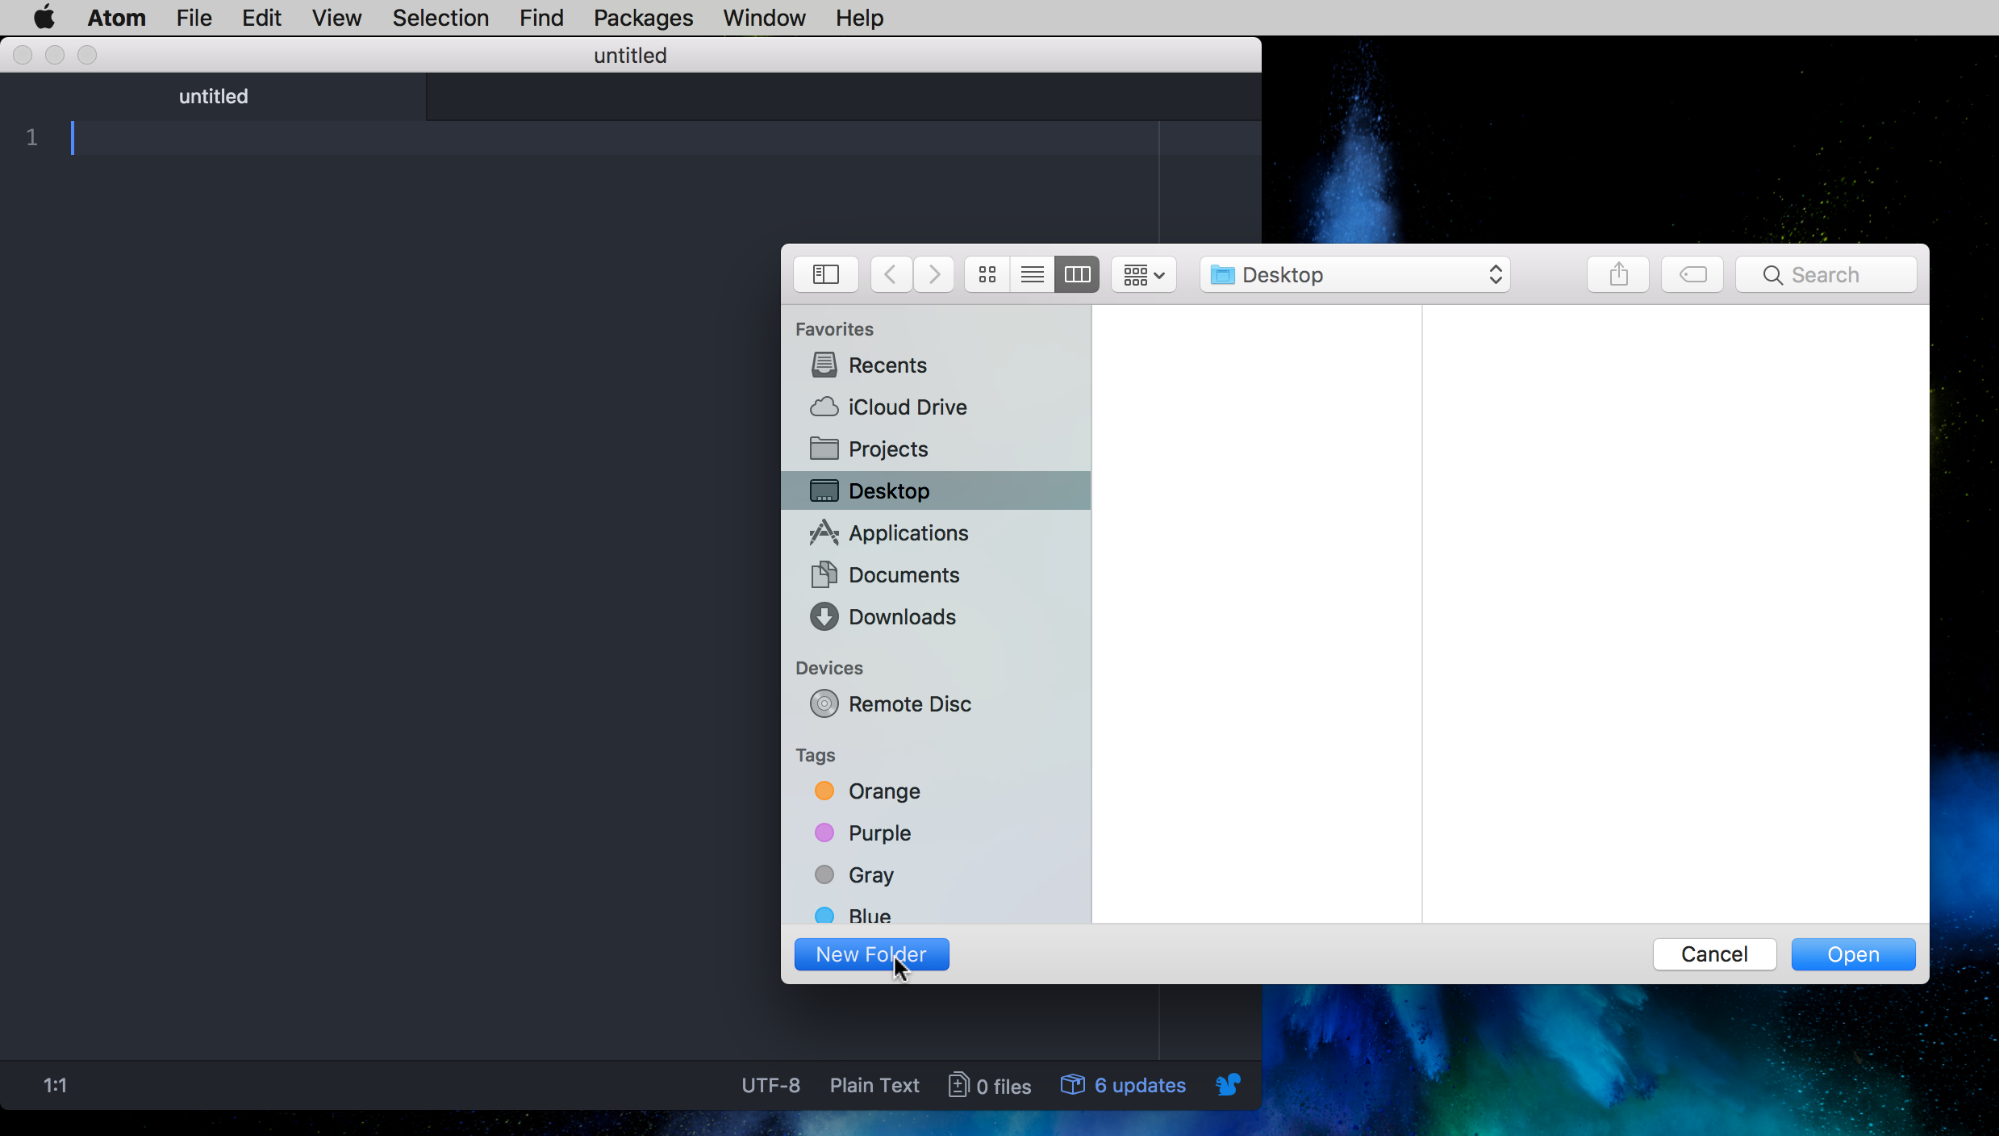 Atom File Edit View Selection Find Packages Window Help
untitled
untitled
1
Desktop
Search
Favorites
Recents
iCloud Drive
Projects
Desktop
Applications
Documents
Downloads
Devices
Remote Disc
Tags
Orange
Purple
Gray
Blue
New Folder Cancel Open
1:1 UTF-8 Plain Text 0 files 6 updates